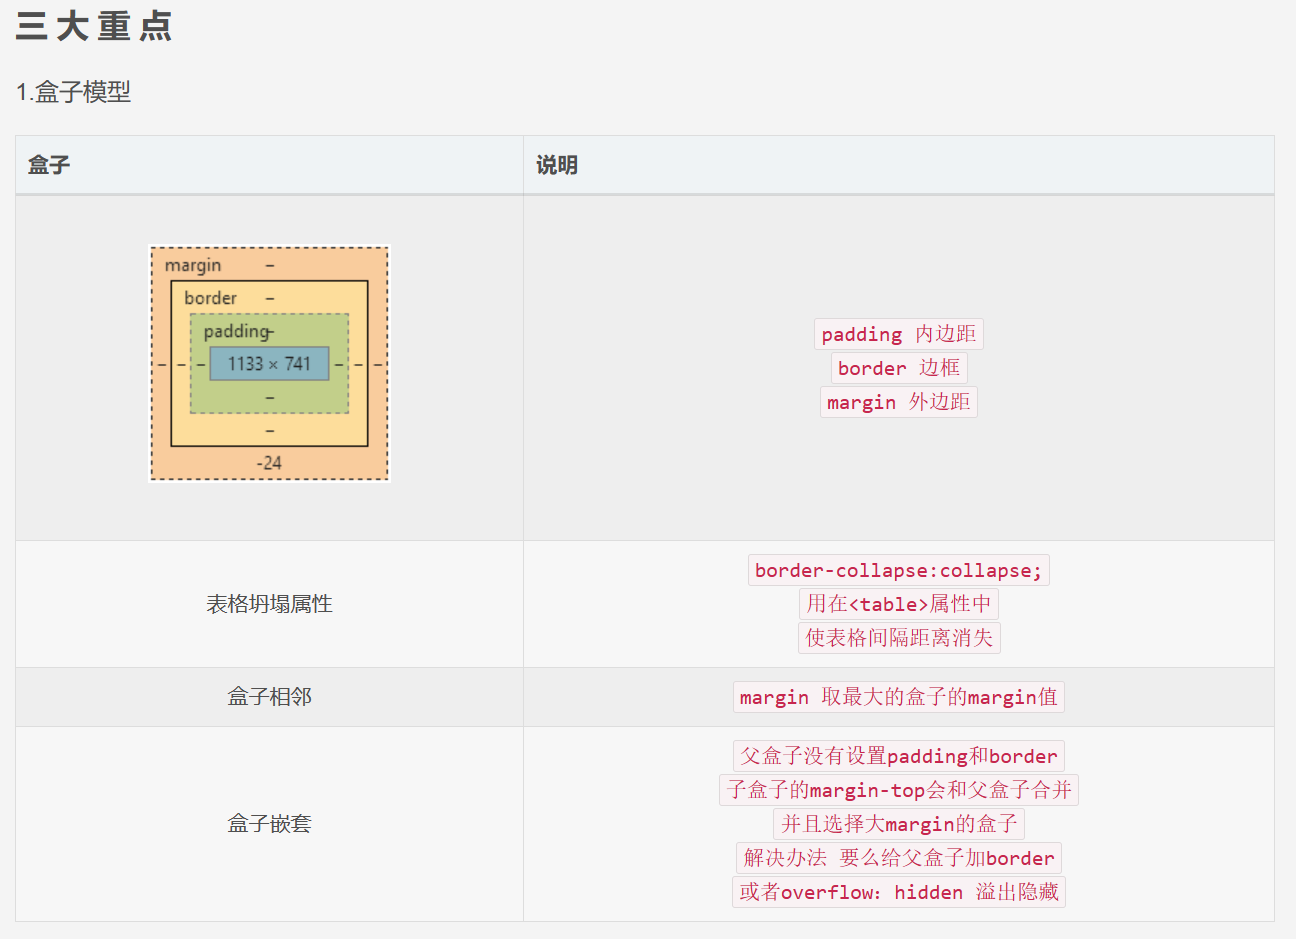 三大重点
1.盒子模型
盒子 说明
margin –
border –
padding –
– – – 1133 × 741 – – –
–
–
-24
padding 内边距
border 边框
margin 外边距
表格坍塌属性
border-collapse:collapse;
用在<table>属性中
使表格间隔距离消失
盒子相邻
margin 取最大的盒子的margin值
盒子嵌套
父盒子没有设置padding和border
子盒子的margin-top会和父盒子合并
并且选择大margin的盒子
解决办法 要么给父盒子加border
或者overflow: hidden 溢出隐藏